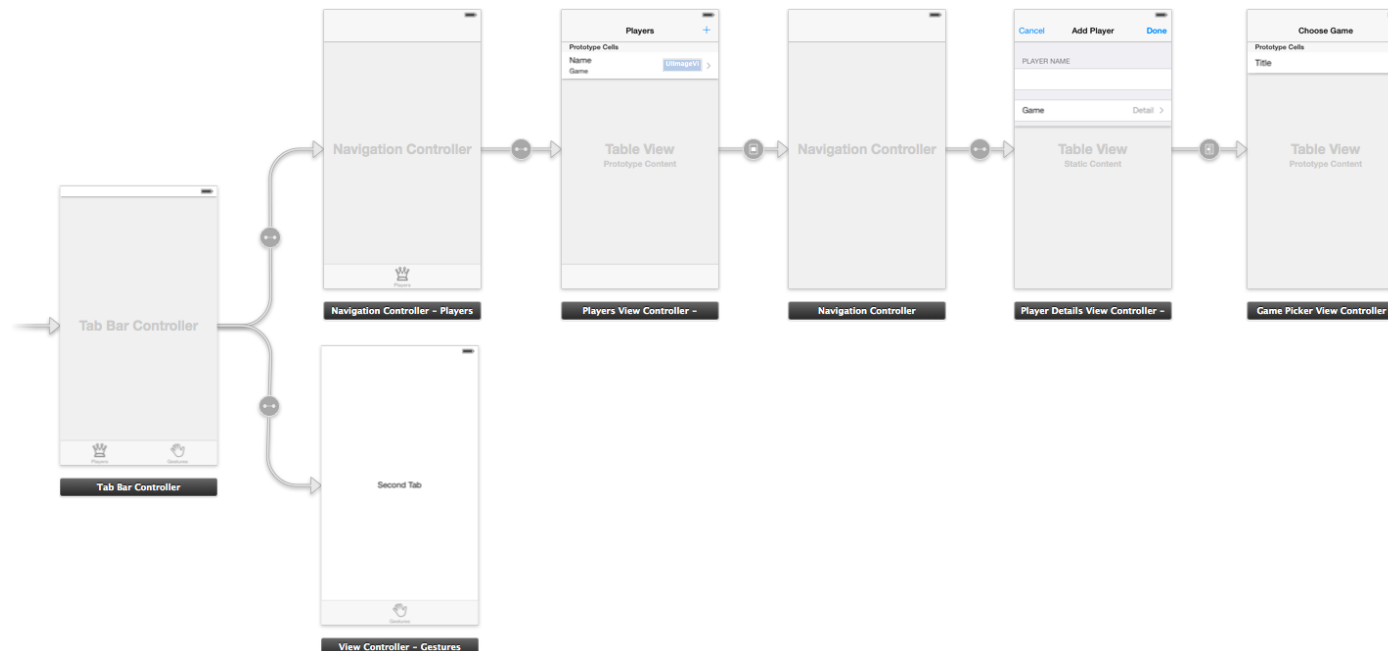 Navigation Controller
Players
Navigation Controller - Players
Players +
Prototype Cells
Name
Game
UIImageVi
Table View
Prototype Content
Players View Controller -
Navigation Controller
Navigation Controller
Cancel Add Player Done
PLAYER NAME
Game Detail
Table View
Static Content
Player Details View Controller -
Choose Game
Prototype Cells
Title
Table View
Prototype Content
Game Picker View Controller
Tab Bar Controller
Players Gestures
Tab Bar Controller
Second Tab
Gestures
View Controller - Gestures